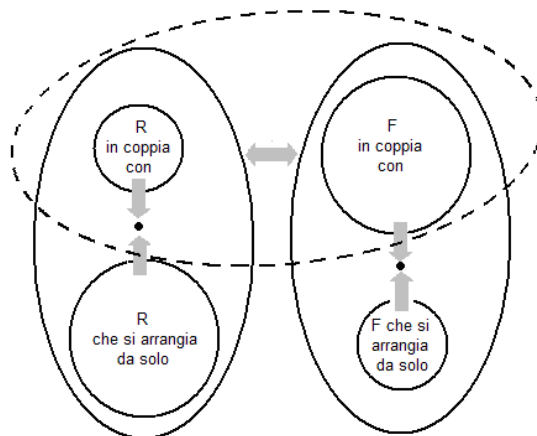 R
in coppia
con
F
in coppia
con
R
che si arrangia
da solo
F che si
arrangia
da solo